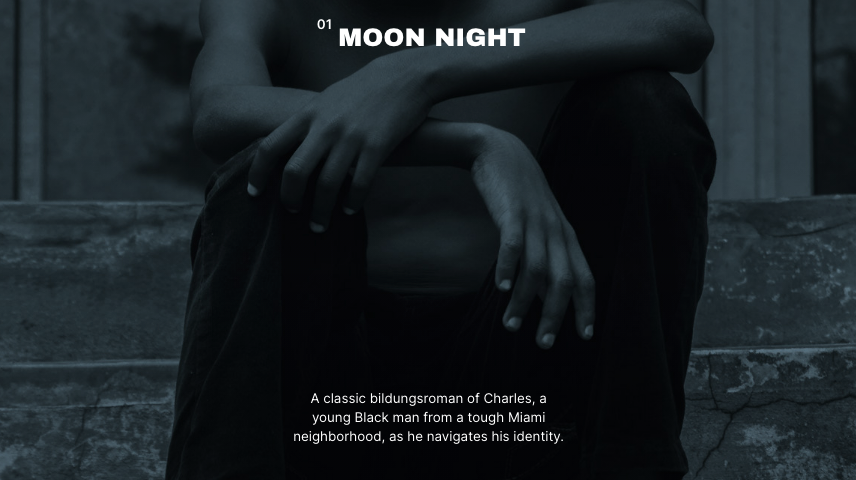 01
MOON NIGHT
A classic bildungsroman of Charles, a
young Black man from a tough Miami
neighborhood, as he navigates his identity.